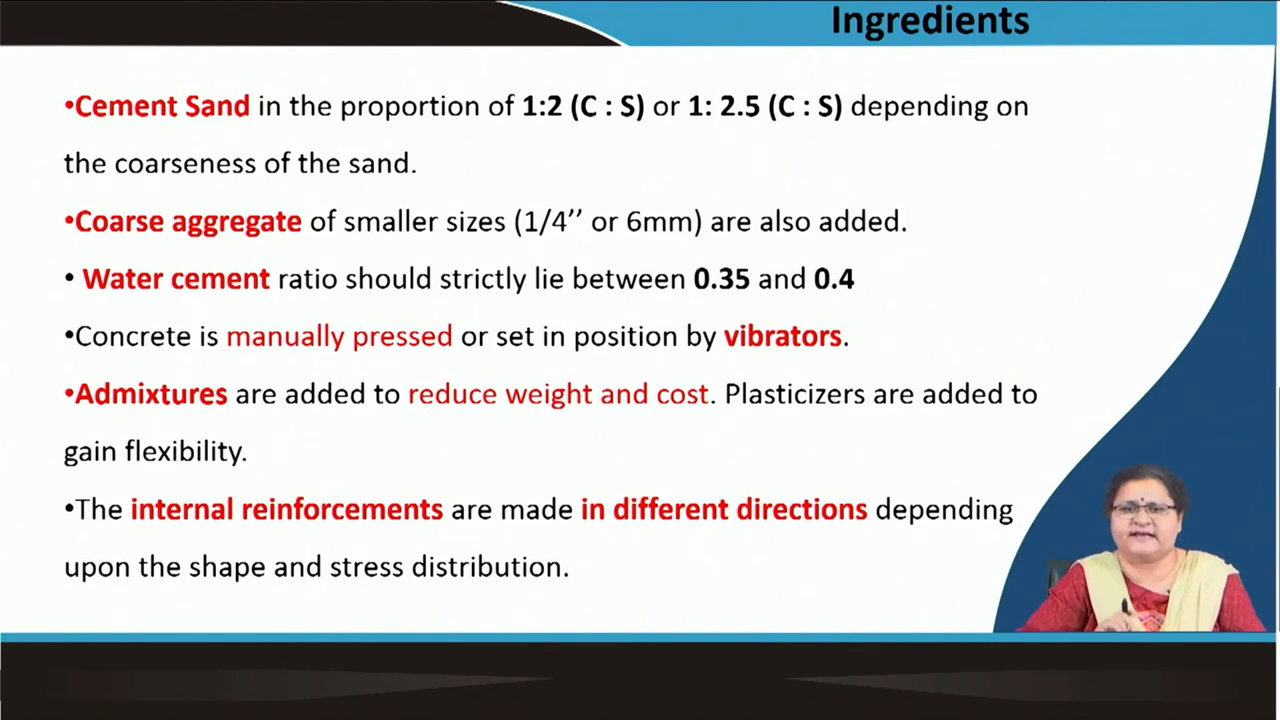 Ingredients
•Cement Sand in the proportion of 1:2 (C : S) or 1: 2.5 (C : S) depending on
the coarseness of the sand.
•Coarse aggregate of smaller sizes (1/4’’ or 6mm) are also added.
• Water cement ratio should strictly lie between 0.35 and 0.4
•Concrete is manually pressed or set in position by vibrators.
•Admixtures are added to reduce weight and cost. Plasticizers are added to
gain flexibility.
•The internal reinforcements are made in different directions depending
upon the shape and stress distribution.